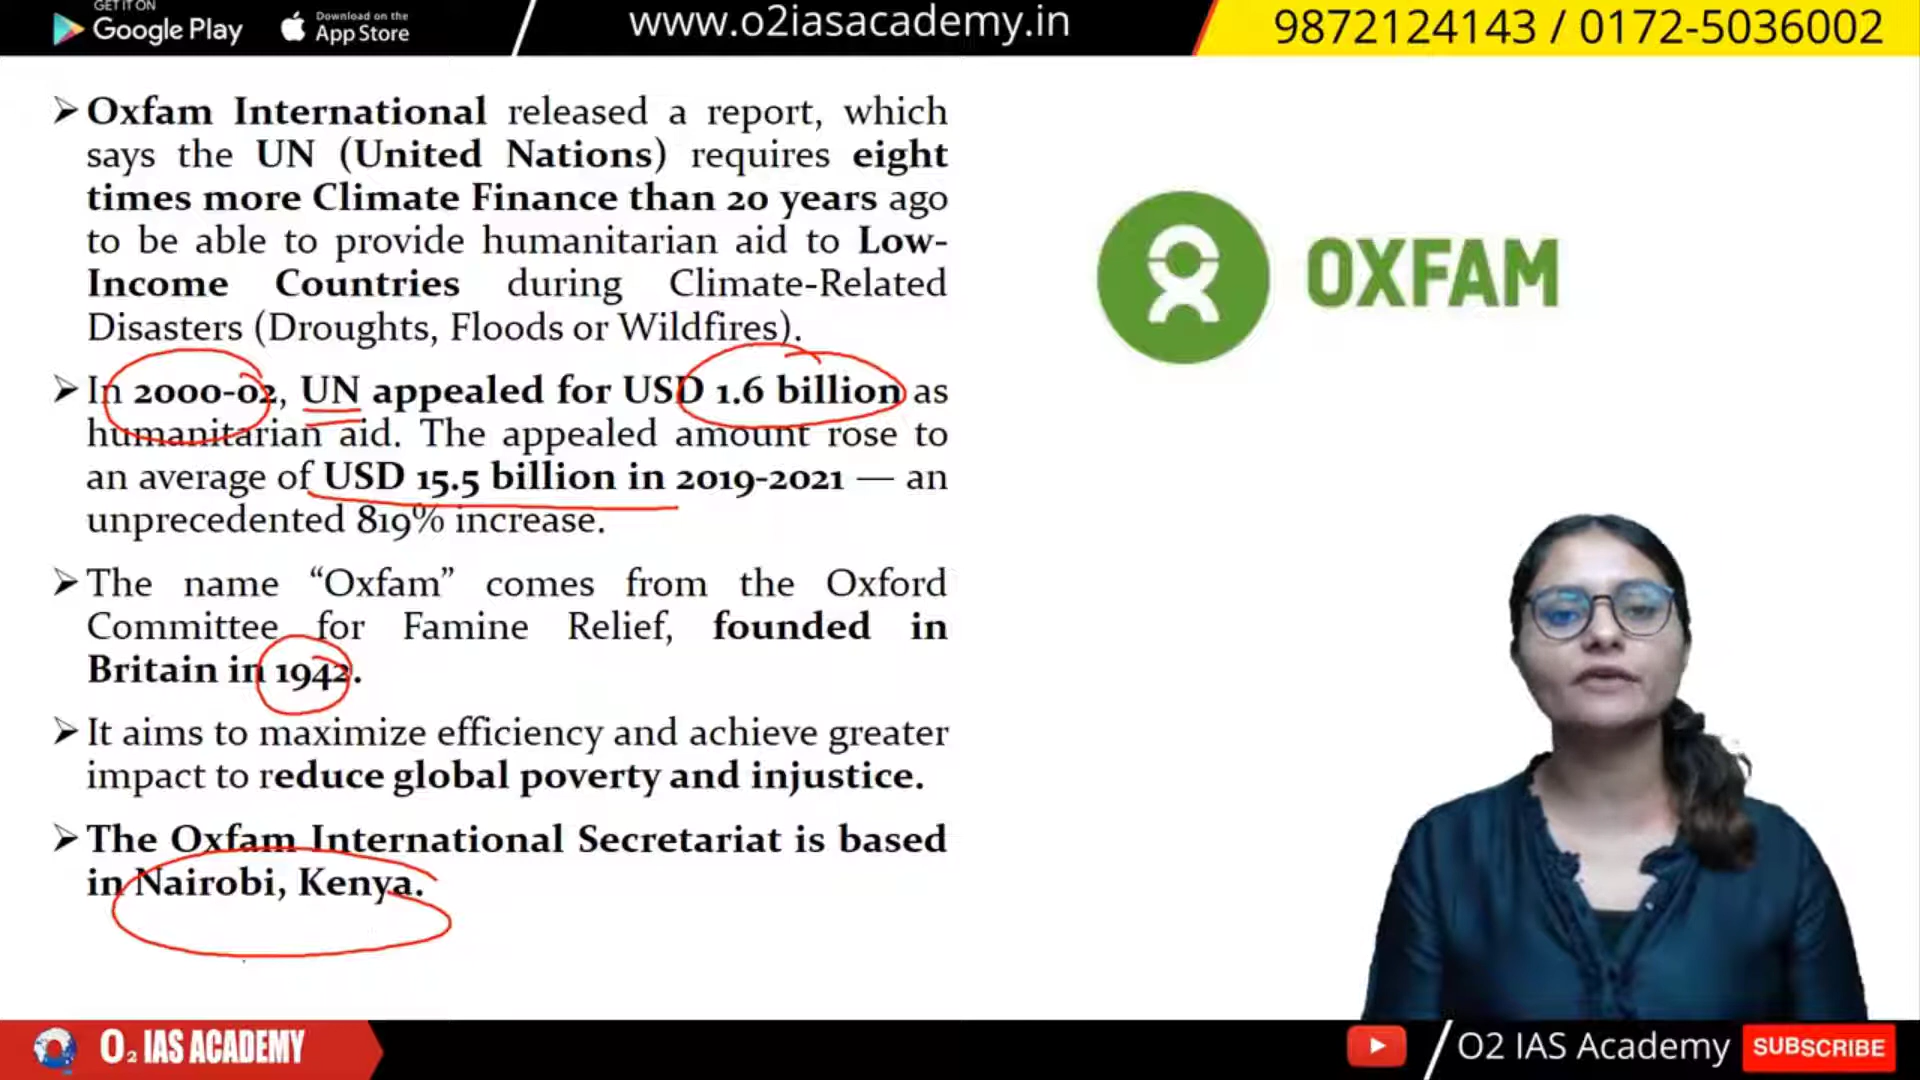 GET IT ON
Google Play
Download on the
App Store
www.o2iasacademy.in
9872124143 / 0172-5036002
➤ Oxfam International released a report, which
says the UN (United Nations) requires eight
times more Climate Finance than 20 years ago
to be able to provide humanitarian aid to Low-
Income Countries during Climate-Related
Disasters (Droughts, Floods or Wildfires).
➤ In 2000-02, UN appealed for USD 1.6 billion as
humanitarian aid. The appealed amount rose to
an average of USD 15.5 billion in 2019-2021 — an
unprecedented 819% increase.
➤ The name “Oxfam” comes from the Oxford
Committee for Famine Relief, founded in
Britain in 1942.
➤ It aims to maximize efficiency and achieve greater
impact to reduce global poverty and injustice.
➤ The Oxfam International Secretariat is based
in Nairobi, Kenya.
OXFAM
O₂ IAS ACADEMY
O2 IAS Academy
SUBSCRIBE